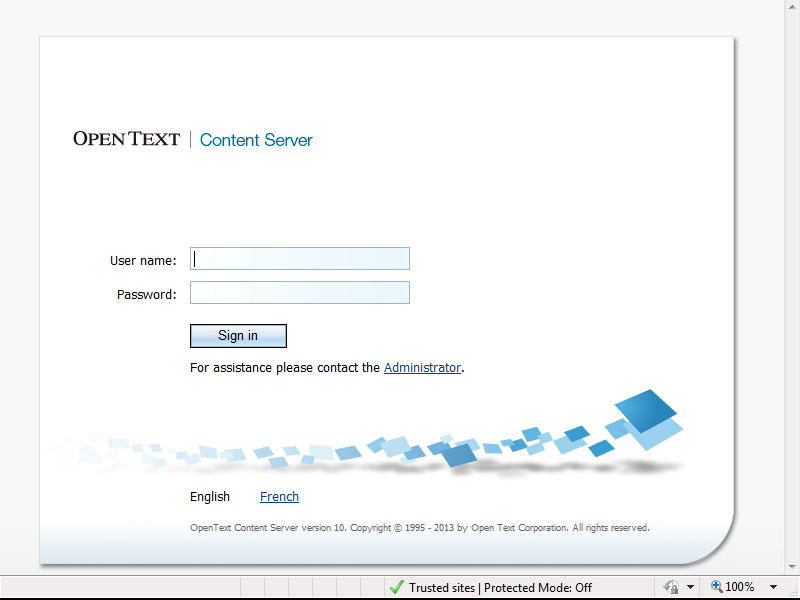 OPEN TEXT | Content Server
User name:
Password:
Sign in
For assistance please contact the Administrator.
English French
OpenText Content Server version 10. Copyright © 1995 - 2013 by Open Text Corporation. All rights reserved.
Trusted sites | Protected Mode: Off
100%